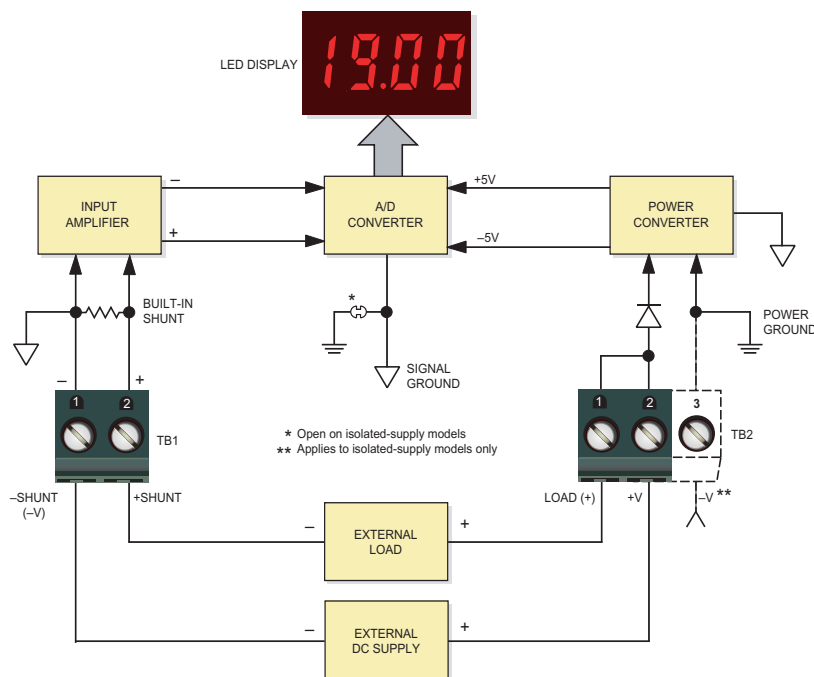 LED DISPLAY
19.00
INPUT
AMPLIFIER
–
+
A/D
CONVERTER
+5V
–5V
POWER
CONVERTER
BUILT-IN
SHUNT
*
SIGNAL
GROUND
POWER
GROUND
–
+
1
2
TB1
* Open on isolated-supply models
** Applies to isolated-supply models only
1
2
3
TB2
–SHUNT
(–V)
+SHUNT
LOAD (+)
+V
–V **
–
EXTERNAL
LOAD
+
–
EXTERNAL
DC SUPPLY
+